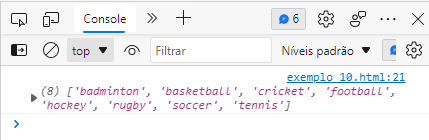 Console
6
top
Filtrar
Níveis padrão
exemplo 10.html:21
(8) ['badminton', 'basketball', 'cricket', 'football',
'hockey', 'rugby', 'soccer', 'tennis']